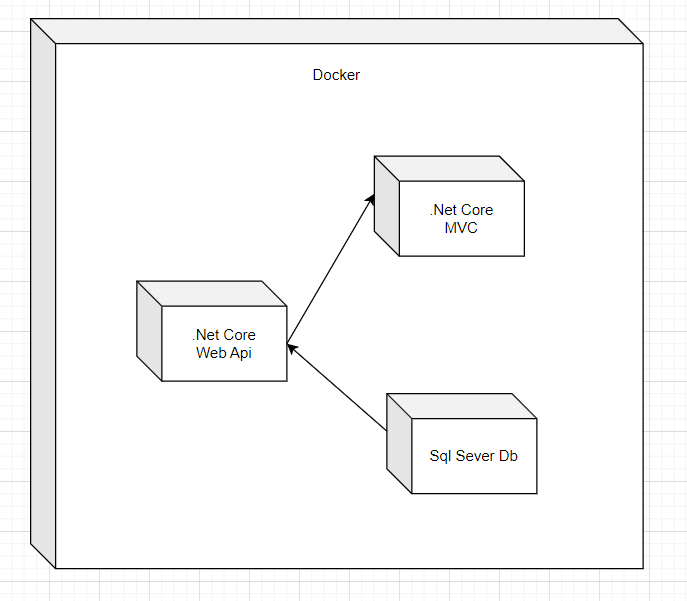 Docker
.Net Core
MVC
.Net Core
Web Api
Sql Sever Db